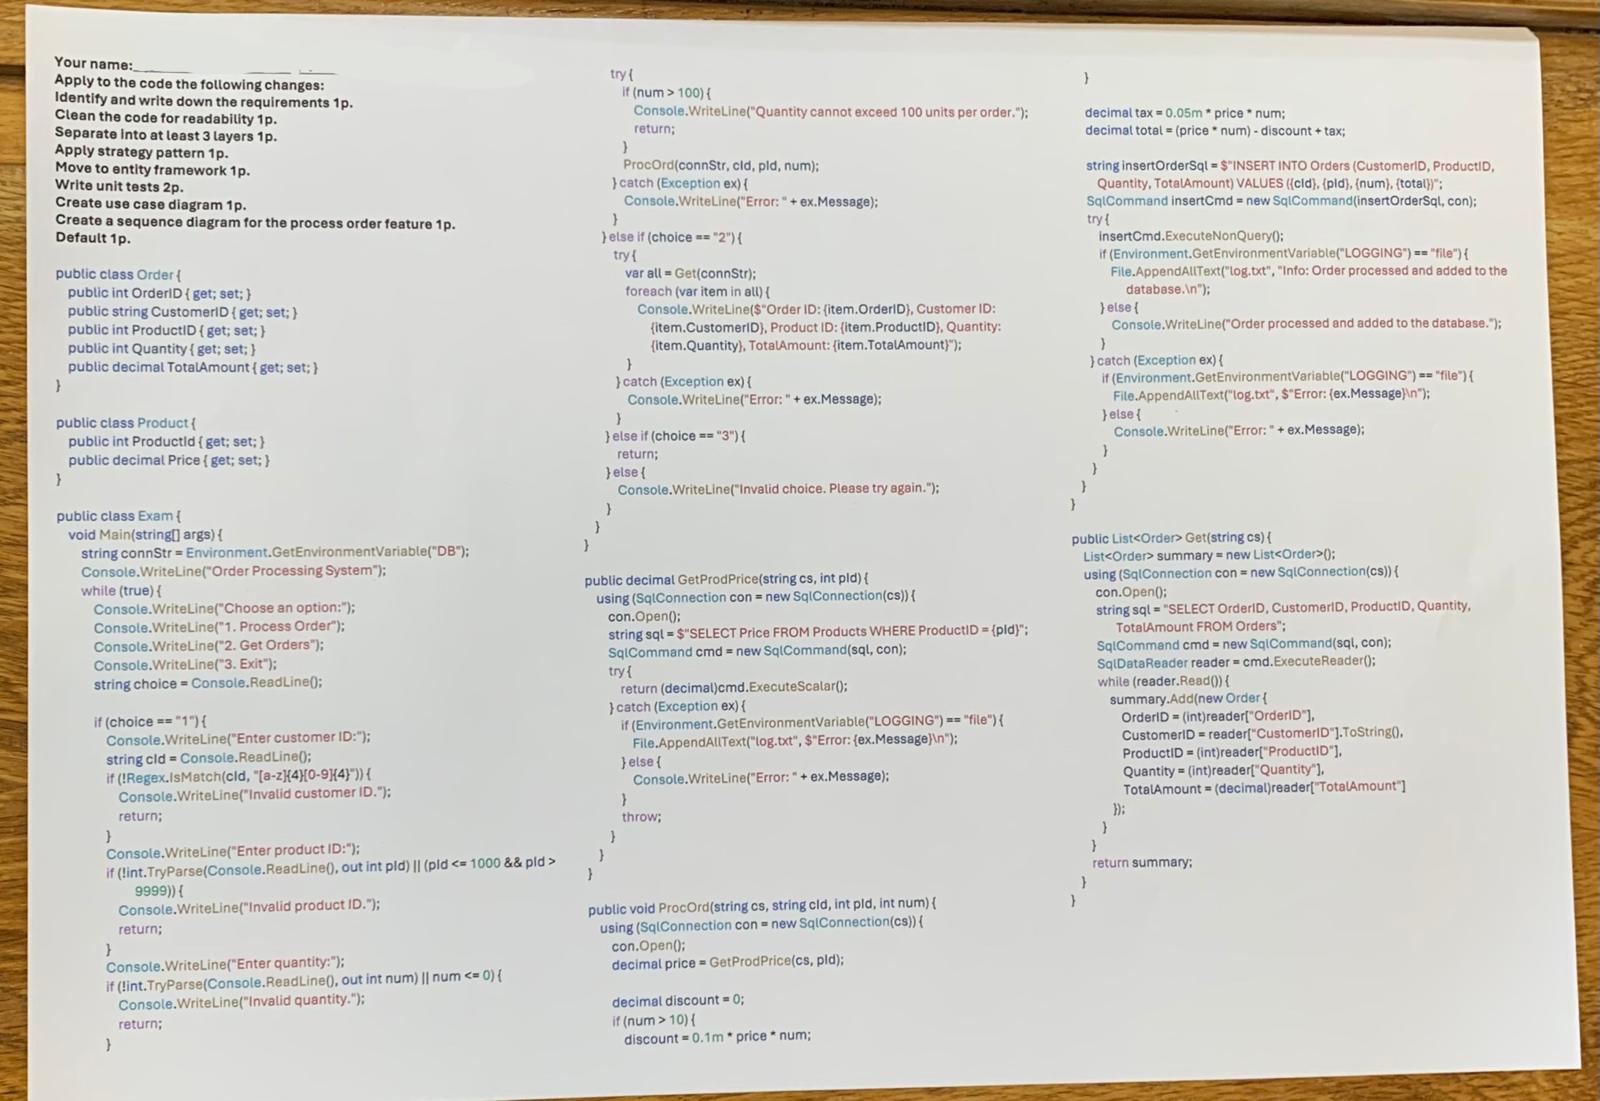 Your name:
Apply to the code the following changes:
Identify and write down the requirements 1p.
Clean the code for readability 1p.
Separate into at least 3 layers 1p.
Apply strategy pattern 1p.
Move to entity framework 1p.
Write unit tests 2p.
Create use case diagram 1p.
Create a sequence diagram for the process order feature 1p.
Default 1p.
public class Order {
public int OrderID { get; set; }
public string CustomerID { get; set; }
public int ProductID { get; set; }
public int Quantity { get; set; }
public decimal TotalAmount { get; set; }
}
public class Product {
public int ProductId { get; set; }
public decimal Price { get; set; }
}
public class Exam {
void Main(string[] args) {
string connStr = Environment.GetEnvironmentVariable("DB");
Console.WriteLine("Order Processing System");
while (true) {
Console.WriteLine("Choose an option:");
Console.WriteLine("1. Process Order");
Console.WriteLine("2. Get Orders");
Console.WriteLine("3. Exit");
string choice = Console.ReadLine();
if (choice == "1") {
Console.WriteLine("Enter customer ID:");
string cId = Console.ReadLine();
if (!Regex.IsMatch(cId, "[a-z]{4}[0-9]{4}")) {
Console.WriteLine("Invalid customer ID.");
return;
}
Console.WriteLine("Enter product ID:");
if (!int.TryParse(Console.ReadLine(), out int pId) || (pId <= 1000 && pId >
9999)) {
Console.WriteLine("Invalid product ID.");
return;
}
Console.WriteLine("Enter quantity:");
if (!int.TryParse(Console.ReadLine(), out int num) || num <= 0) {
Console.WriteLine("Invalid quantity.");
return;
}
try {
if (num > 100) {
Console.WriteLine("Quantity cannot exceed 100 units per order.");
return;
}
ProcOrd(connStr, cId, pId, num);
} catch (Exception ex) {
Console.WriteLine("Error: " + ex.Message);
}
} else if (choice == "2") {
try {
var all = Get(connStr);
foreach (var item in all) {
Console.WriteLine($"Order ID: {item.OrderID}, Customer ID:
{item.CustomerID}, Product ID: {item.ProductID}, Quantity:
{item.Quantity}, TotalAmount: {item.TotalAmount}");
}
} catch (Exception ex) {
Console.WriteLine("Error: " + ex.Message);
}
} else if (choice == "3") {
return;
} else {
Console.WriteLine("Invalid choice. Please try again.");
}
}
}
public decimal GetProdPrice(string cs, int pId) {
using (SqlConnection con = new SqlConnection(cs)) {
con.Open();
string sql = $"SELECT Price FROM Products WHERE ProductID = {pId}";
SqlCommand cmd = new SqlCommand(sql, con);
try {
return (decimal)cmd.ExecuteScalar();
} catch (Exception ex) {
if (Environment.GetEnvironmentVariable("LOGGING") == "file") {
File.AppendAllText("log.txt", $"Error: {ex.Message}\n");
} else {
Console.WriteLine("Error: " + ex.Message);
}
throw;
}
}
}
public void ProcOrd(string cs, string cId, int pId, int num) {
using (SqlConnection con = new SqlConnection(cs)) {
con.Open();
decimal price = GetProdPrice(cs, pId);
decimal discount = 0;
if (num > 10) {
discount = 0.1m * price * num;
}
decimal tax = 0.05m * price * num;
decimal total = (price * num) - discount + tax;
string insertOrderSql = $"INSERT INTO Orders (CustomerID, ProductID,
Quantity, TotalAmount) VALUES ({cId}, {pId}, {num}, {total})";
SqlCommand insertCmd = new SqlCommand(insertOrderSql, con);
try {
insertCmd.ExecuteNonQuery();
if (Environment.GetEnvironmentVariable("LOGGING") == "file") {
File.AppendAllText("log.txt", "Info: Order processed and added to the
database.\n");
} else {
Console.WriteLine("Order processed and added to the database.");
}
} catch (Exception ex) {
if (Environment.GetEnvironmentVariable("LOGGING") == "file") {
File.AppendAllText("log.txt", $"Error: {ex.Message}\n");
} else {
Console.WriteLine("Error: " + ex.Message);
}
}
}
}
public List<Order> Get(string cs) {
List<Order> summary = new List<Order>();
using (SqlConnection con = new SqlConnection(cs)) {
con.Open();
string sql = "SELECT OrderID, CustomerID, ProductID, Quantity,
TotalAmount FROM Orders";
SqlCommand cmd = new SqlCommand(sql, con);
SqlDataReader reader = cmd.ExecuteReader();
while (reader.Read()) {
summary.Add(new Order {
OrderID = (int)reader["OrderID"],
CustomerID = reader["CustomerID"].ToString(),
ProductID = (int)reader["ProductID"],
Quantity = (int)reader["Quantity"],
TotalAmount = (decimal)reader["TotalAmount"]
});
}
}
return summary;
}
}